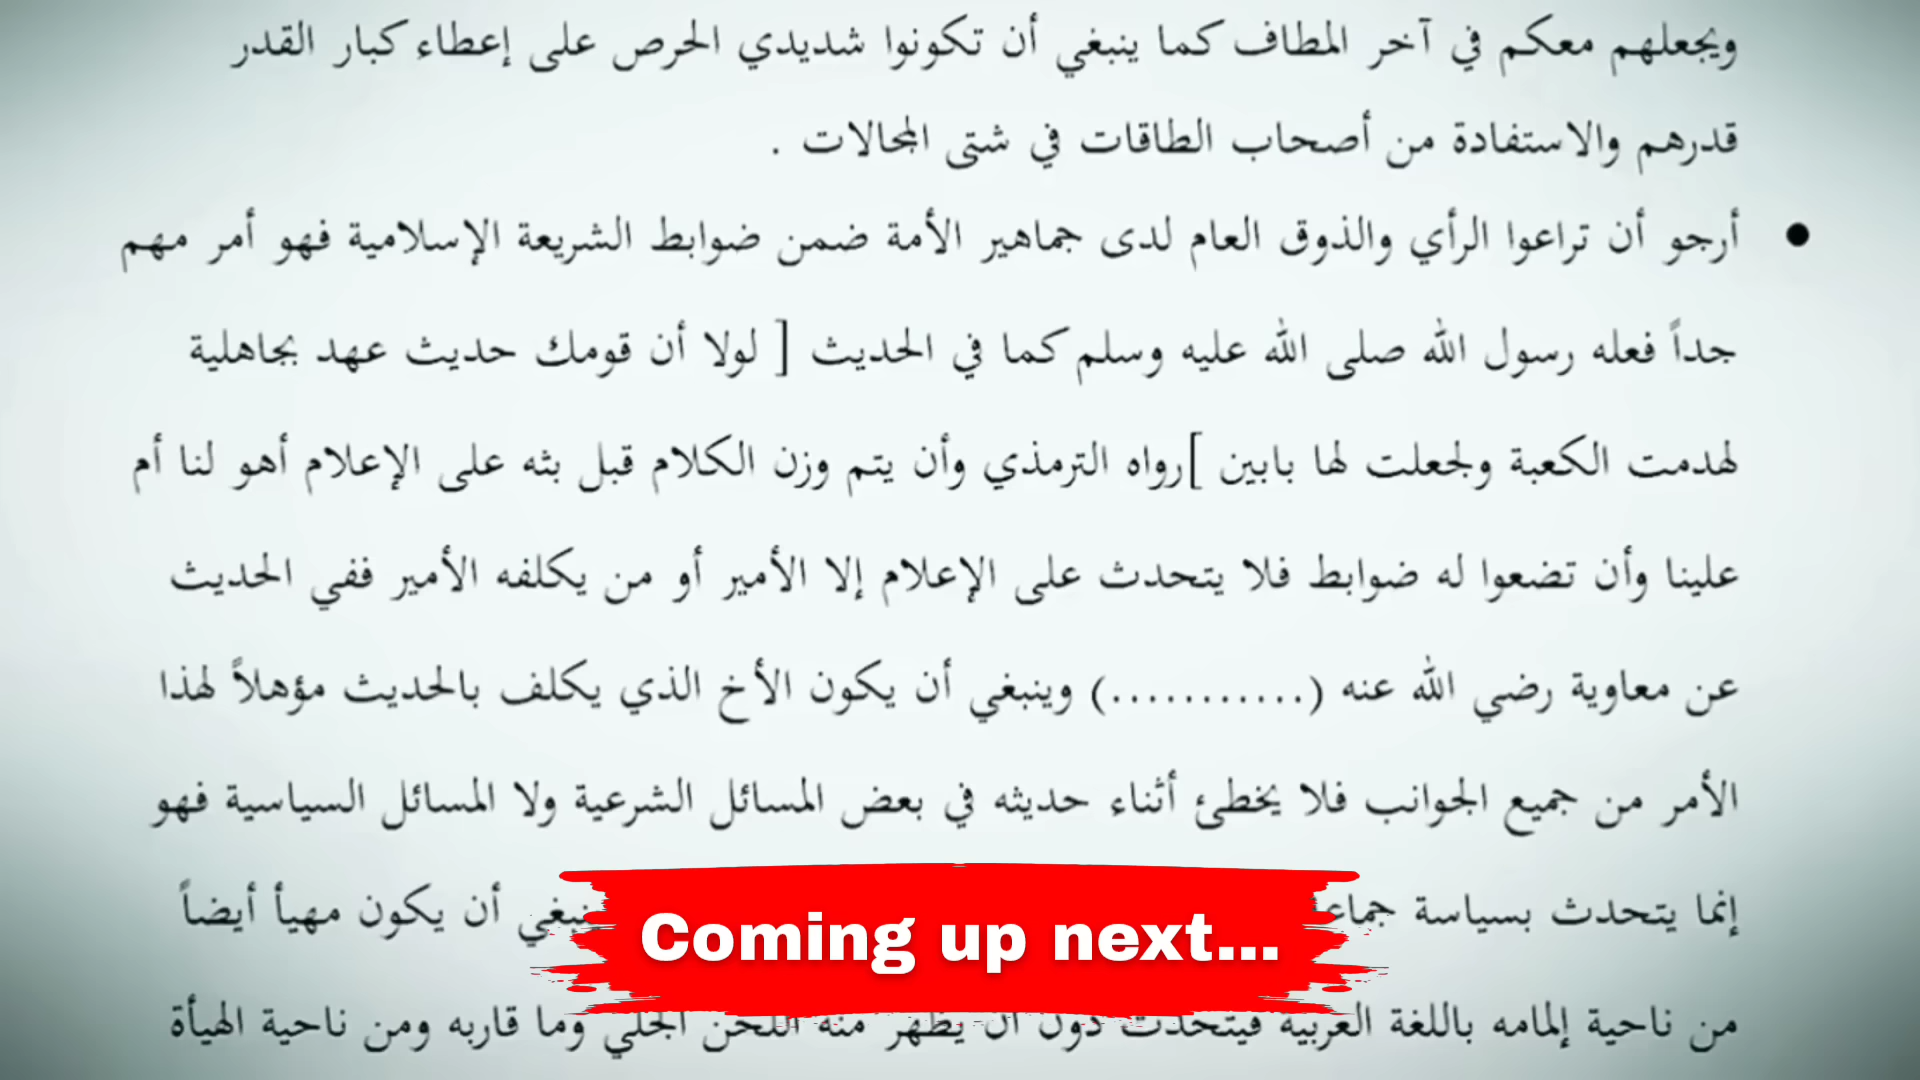 ويجعلهم معكم في آخر المطاف كما ينبغي أن تكونوا شديدي الحرص على إعطاء كبار القدر
قدرهم والاستفادة من أصحاب الطاقات في شتى المجالات .
● أرجو أن تراعوا الرأي والذوق العام لدى جماهير الأمة ضمن ضوابط الشريعة الإسلامية فهو أمر مهم
جداً فعله رسول الله صلى الله عليه وسلم كما في الحديث [ لولا أن قومك حديث عهد بجاهلية
لهدمت الكعبة ولجعلت لها بابين ]رواه الترمذي وأن يتم وزن الكلام قبل بثه على الإعلام أهو لنا أم
علينا وأن تضعوا له ضوابط فلا يتحدث على الإعلام إلا الأمير أو من يكلفه الأمير ففي الحديث
عن معاوية رضي الله عنه (...........) وينبغي أن يكون الأخ الذي يكلف بالحديث مؤهلاً لهذا
الأمر من جميع الجوانب فلا يخطئ أثناء حديثه في بعض المسائل الشرعية ولا المسائل السياسية فهو
إنما يتحدث بسياسة أن يكون مهيأ أيضاً
Coming up next...
من ناحية إلمامه باللغة العربية فيتحدث دون أن يظهر منه اللحن الجلي وما قاربه ومن ناحية الهيأة